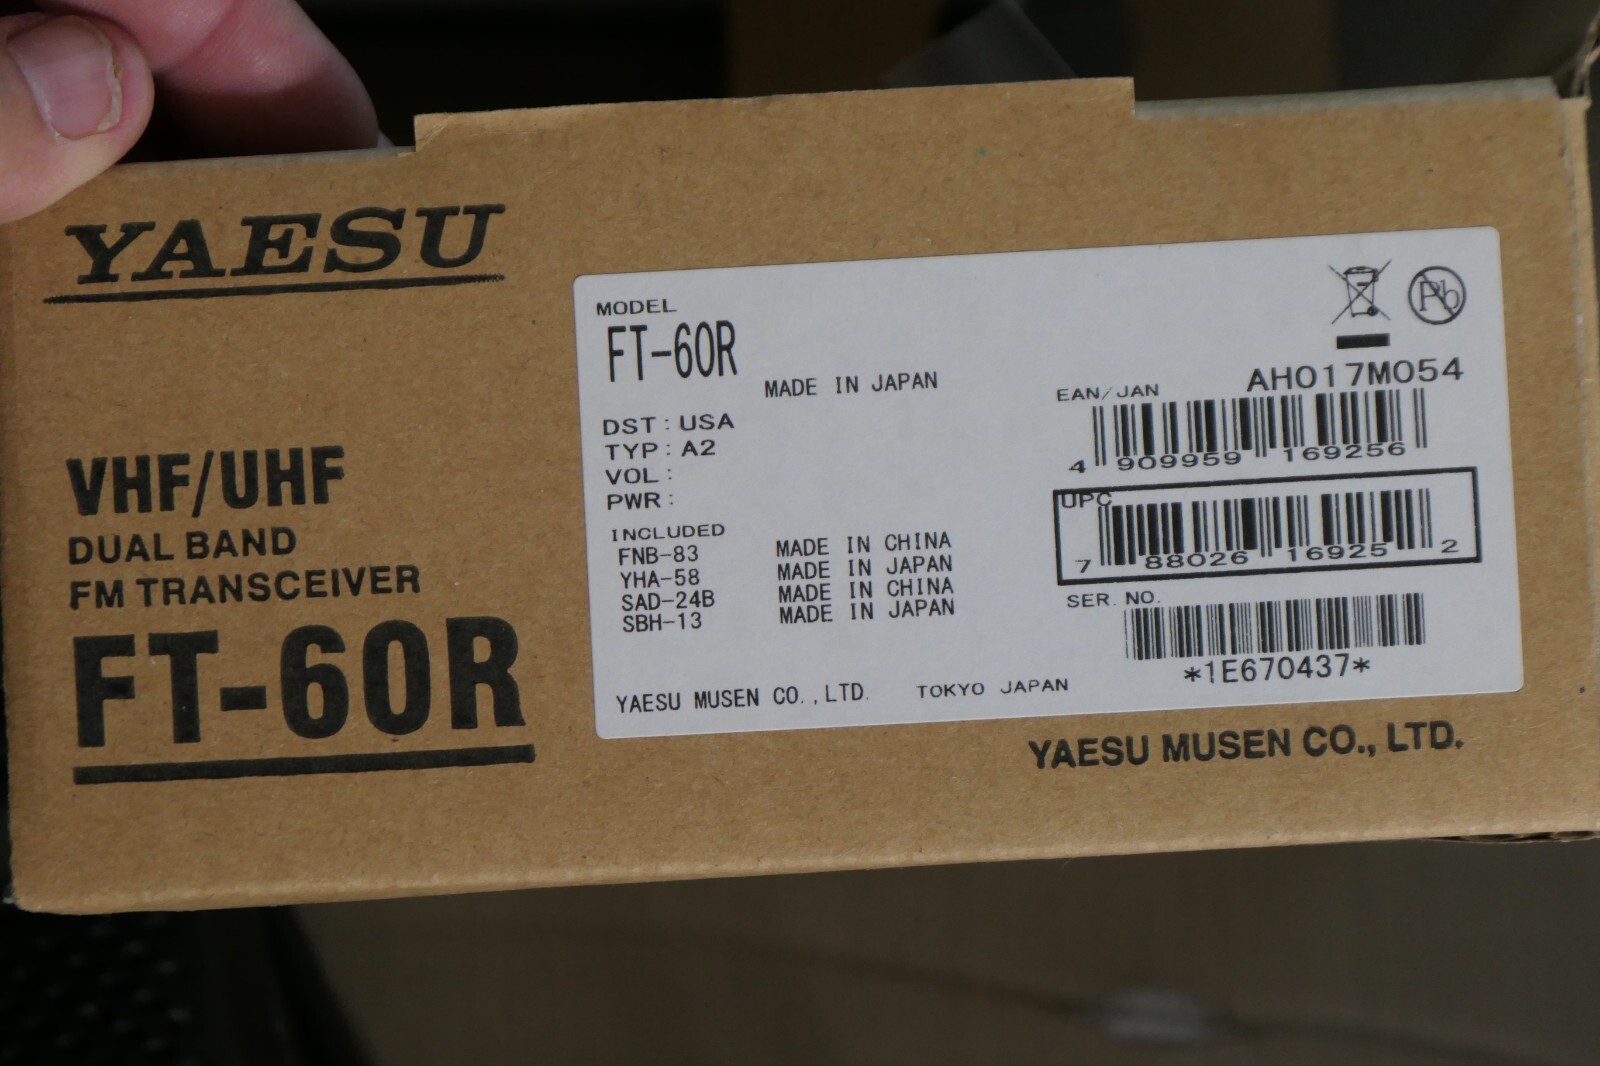 YAESU
VHF/UHF
DUAL BAND
FM TRANSCEIVER
FT-60R
MODEL
FT-60R
MADE IN JAPAN
DST: USA
TYP: A2
VOL:
PWR:
INCLUDED
FNB-83 MADE IN CHINA
YHA-58 MADE IN JAPAN
SAD-24B MADE IN CHINA
SBH-13 MADE IN JAPAN
YAESU MUSEN CO.,LTD. TOKYO JAPAN
Pb
AH017M054
EAN/JAN
4 909959 169256
UPC
7 88026 16925 2
SER. NO.
*1E670437*
YAESU MUSEN CO., LTD.